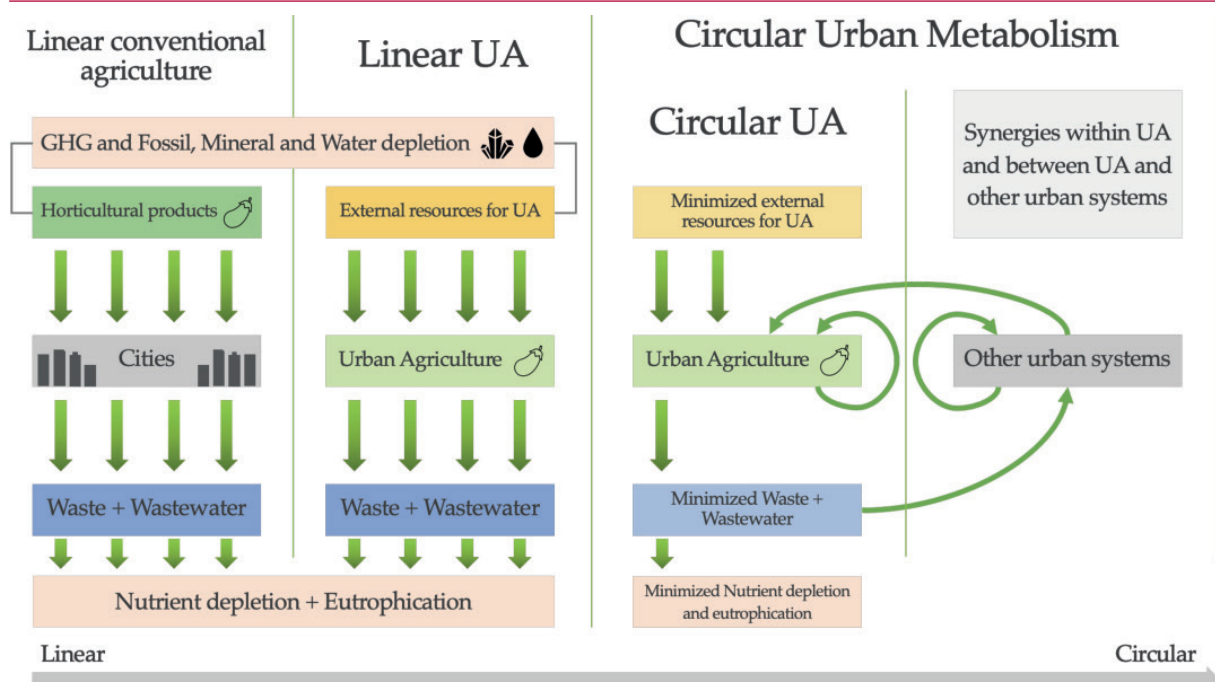 Linear conventional
agriculture
Linear UA
Circular Urban Metabolism
Circular UA
Synergies within UA
and between UA and
other urban systems
GHG and Fossil, Mineral and Water depletion
Horticultural products
External resources for UA
Minimized external
resources for UA
Cities
Urban Agriculture
Urban Agriculture
Other urban systems
Waste + Wastewater
Waste + Wastewater
Minimized Waste +
Wastewater
Nutrient depletion + Eutrophication
Minimized Nutrient depletion
and eutrophication
Linear
Circular